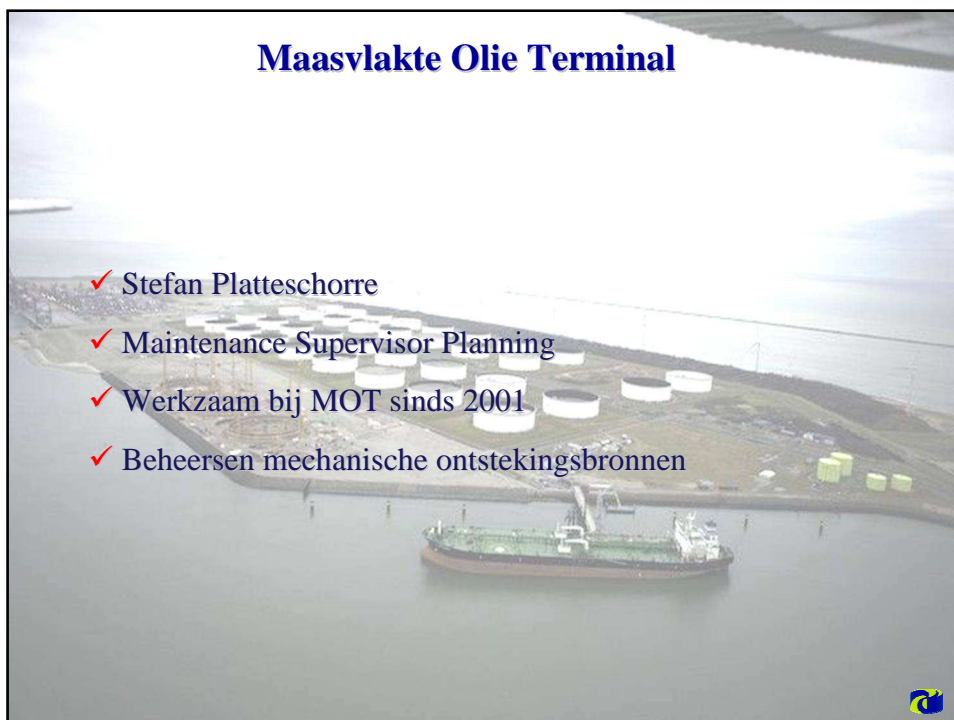 Maasvlakte Olie Terminal
Stefan Platteschorre
Maintenance Supervisor Planning
Werkzaam bij MOT sinds 2001
Beheersen mechanische ontstekingsbronnen